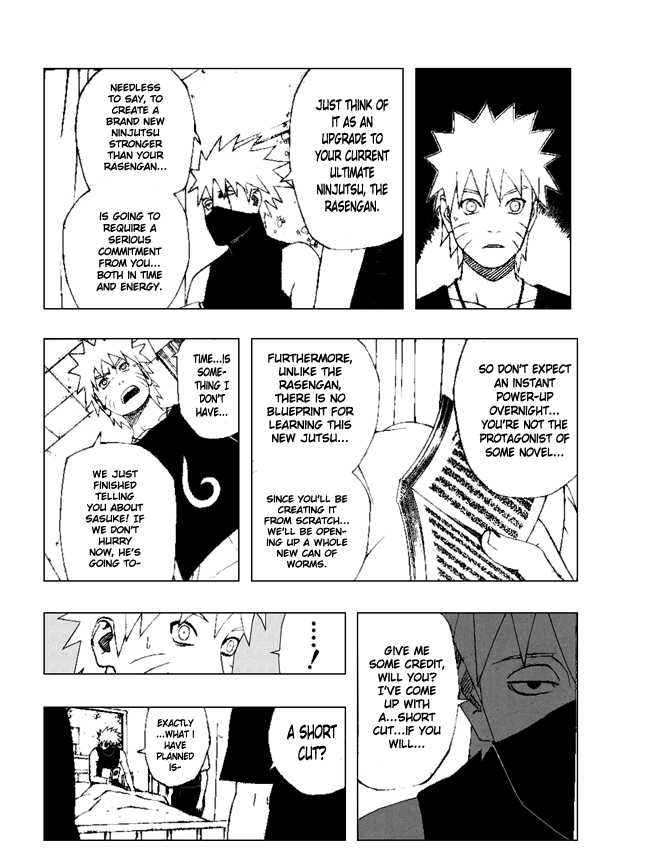 JUST THINK OF
IT AS AN
UPGRADE TO
YOUR CURRENT
ULTIMATE
NINJUTSU, THE
RASENGAN.
NEEDLESS
TO SAY, TO
CREATE A
BRAND NEW
NINJUTSU
STRONGER
THAN YOUR
RASENGAN...
IS GOING TO
REQUIRE A
SERIOUS
COMMITMENT
FROM YOU...
BOTH IN TIME
AND ENERGY.
SO DON'T EXPECT
AN INSTANT
POWER-UP
OVERNIGHT...
YOU'RE NOT THE
PROTAGONIST OF
SOME NOVEL...
FURTHERMORE,
UNLIKE THE
RASENGAN,
THERE IS NO
BLUEPRINT FOR
LEARNING THIS
NEW JUTSU...
SINCE YOU'LL BE
CREATING IT
FROM SCRATCH...
WE'LL BE OPEN-
ING UP A WHOLE
NEW CAN OF
WORMS.
TIME...IS
SOME-
THING I
DON'T
HAVE...
WE JUST
FINISHED
TELLING
YOU ABOUT
SASUKE! IF
WE DON'T
HURRY
NOW, HE'S
GOING TO-
GIVE ME
SOME CREDIT,
WILL YOU?
I'VE COME
UP WITH
A...SHORT
CUT...IF YOU
WILL...
...!
A SHORT
CUT?
EXACTLY
...WHAT I
HAVE
PLANNED
IS-